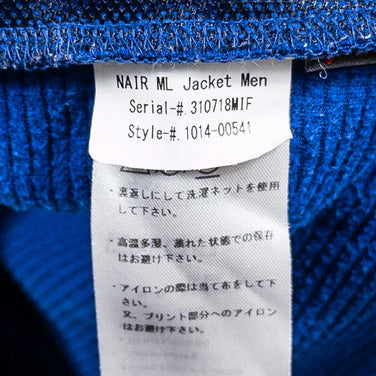 NAIR ML Jacket Men
Serial-#.310718MIF
Style-#.1014-00541
・裏返しにして洗濯ネットを使用
して下さい。
・高温多湿、蒸れた状態での保存
はお避け下さい。
・アイロンの際は当て布をして下さい。
又、プリント部分へのアイロン
はお避け下さい。